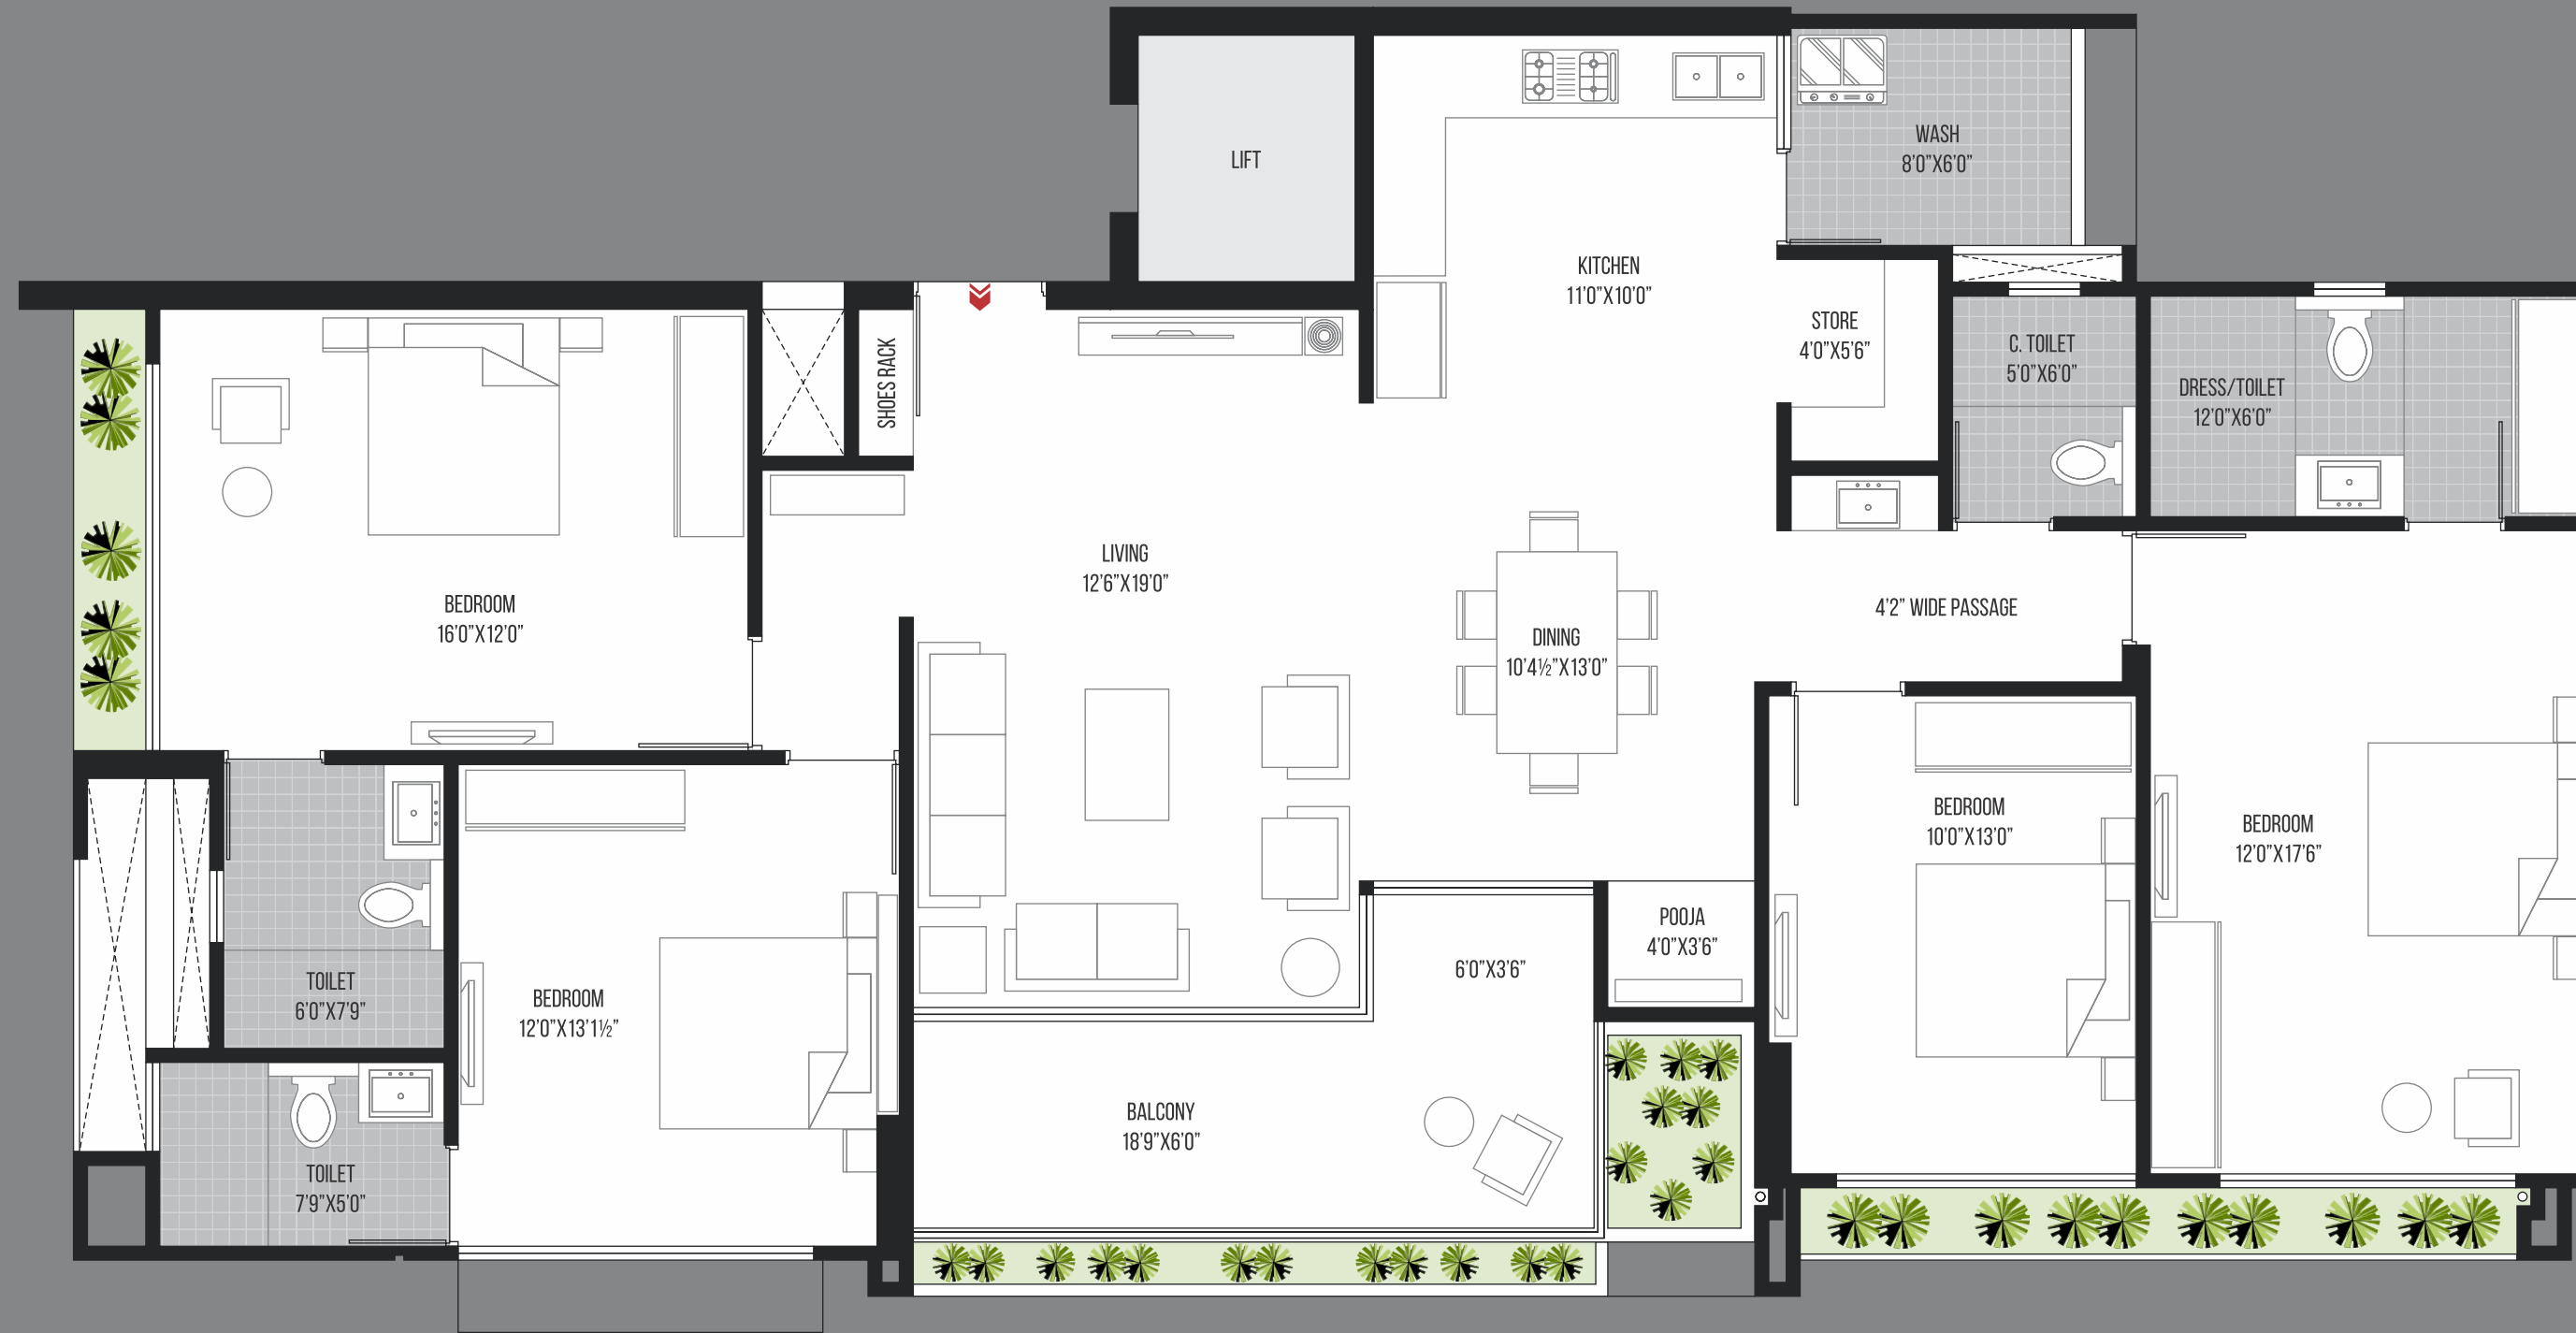 LIFT
WASH
8'0"X6'0"
KITCHEN
11'0"X10'0"
STORE
4'0"X5'6"
C. TOILET
5'0"X6'0"
DRESS/TOILET
12'0"X6'0"
SHOES RACK
LIVING
12'6"X19'0"
BEDROOM
16'0"X12'0"
DINING
10'4½"X13'0"
4'2" WIDE PASSAGE
BEDROOM
10'0"X13'0"
BEDROOM
12'0"X17'6"
POOJA
4'0"X3'6"
6'0"X3'6"
TOILET
6'0"X7'9"
BEDROOM
12'0"X13'1½"
BALCONY
18'9"X6'0"
TOILET
7'9"X5'0"